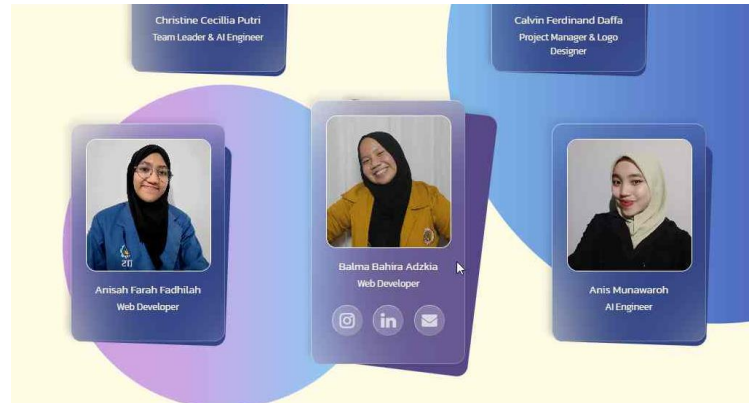 Christine Cecillia Putri
Team Leader & AI Engineer
Calvin Ferdinand Daffa
Project Manager & Logo
Designer
Anisah Farah Fadhilah
Web Developer
Balma Bahira Adzkia
Web Developer
in
Anis Munawaroh
AI Engineer